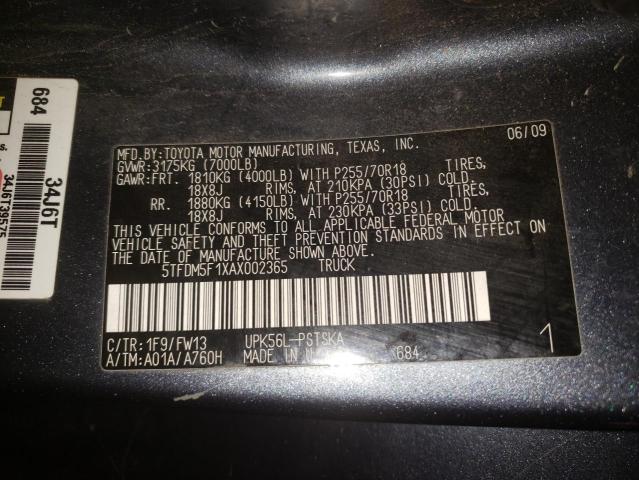 684
34J6T
34J6T39575
06/09
MFD.BY:TOYOTA MOTOR MANUFACTURING, TEXAS, INC.
GVWR:3175KG (7000LB)
GAWR:FRT. 1810KG (4000LB) WITH P255/70R18 TIRES,
18X8J RIMS, AT 210KPA (30PSI) COLD.
RR. 1880KG (4150LB) WITH P255/70R18 TIRES,
18X8J RIMS, AT 230KPA (33PSI) COLD.
THIS VEHICLE CONFORMS TO ALL APPLICABLE FEDERAL MOTOR
VEHICLE SAFETY AND THEFT PREVENTION STANDARDS IN EFFECT ON
THE DATE OF MANUFACTURE SHOWN ABOVE.
5TFDM5F1XAX002365 TRUCK
C/TR:1F9/FW13 UPK56L-PSTSKA
A/TM:A01A/A760H MADE IN 684
1